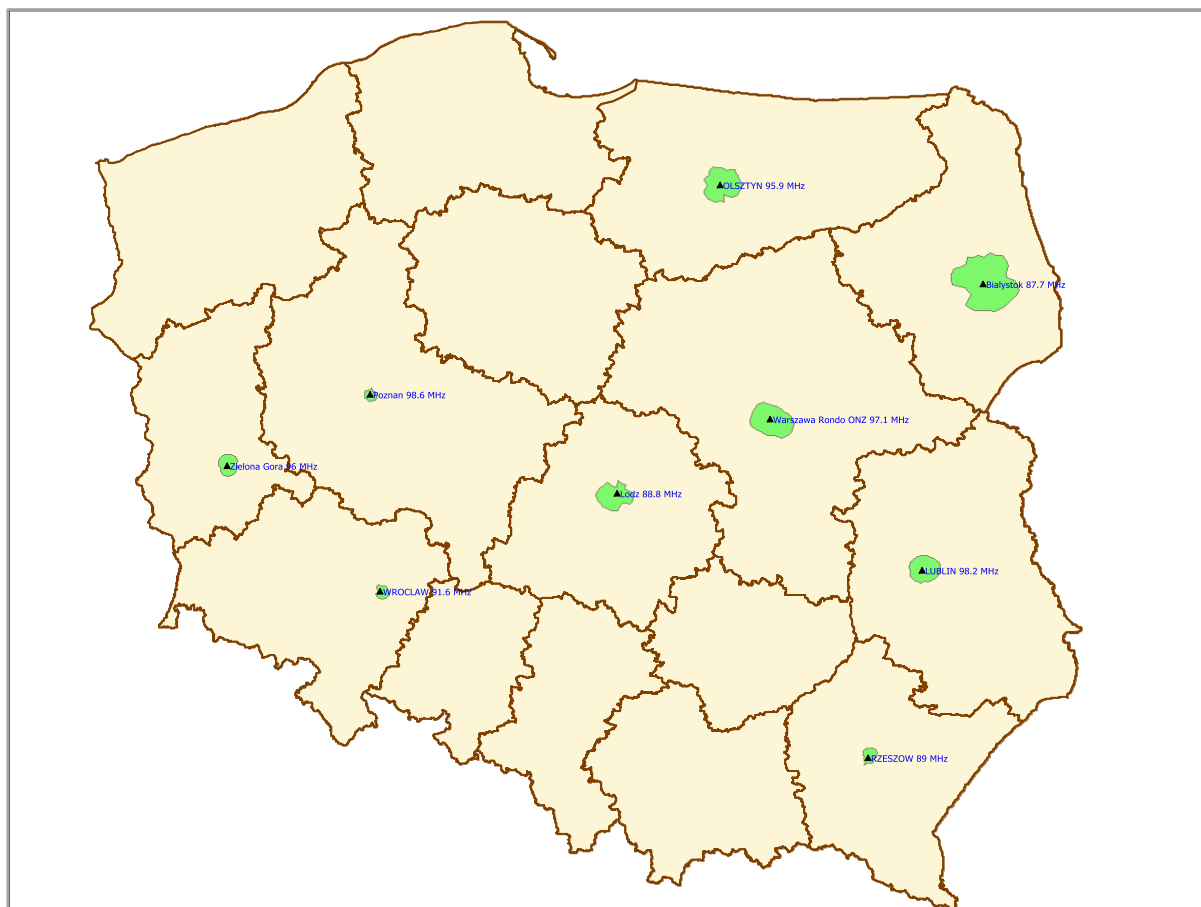 OLSZTYN 95.9 MHz
Bialystok 87.7 MHz
Poznan 98.6 MHz
Warszawa Rondo ONZ 97.1 MHz
Zielona Gora 96 MHz
Lodz 88.8 MHz
LUBLIN 98.2 MHz
WROCLAW 91.6 MHz
RZESZOW 89 MHz